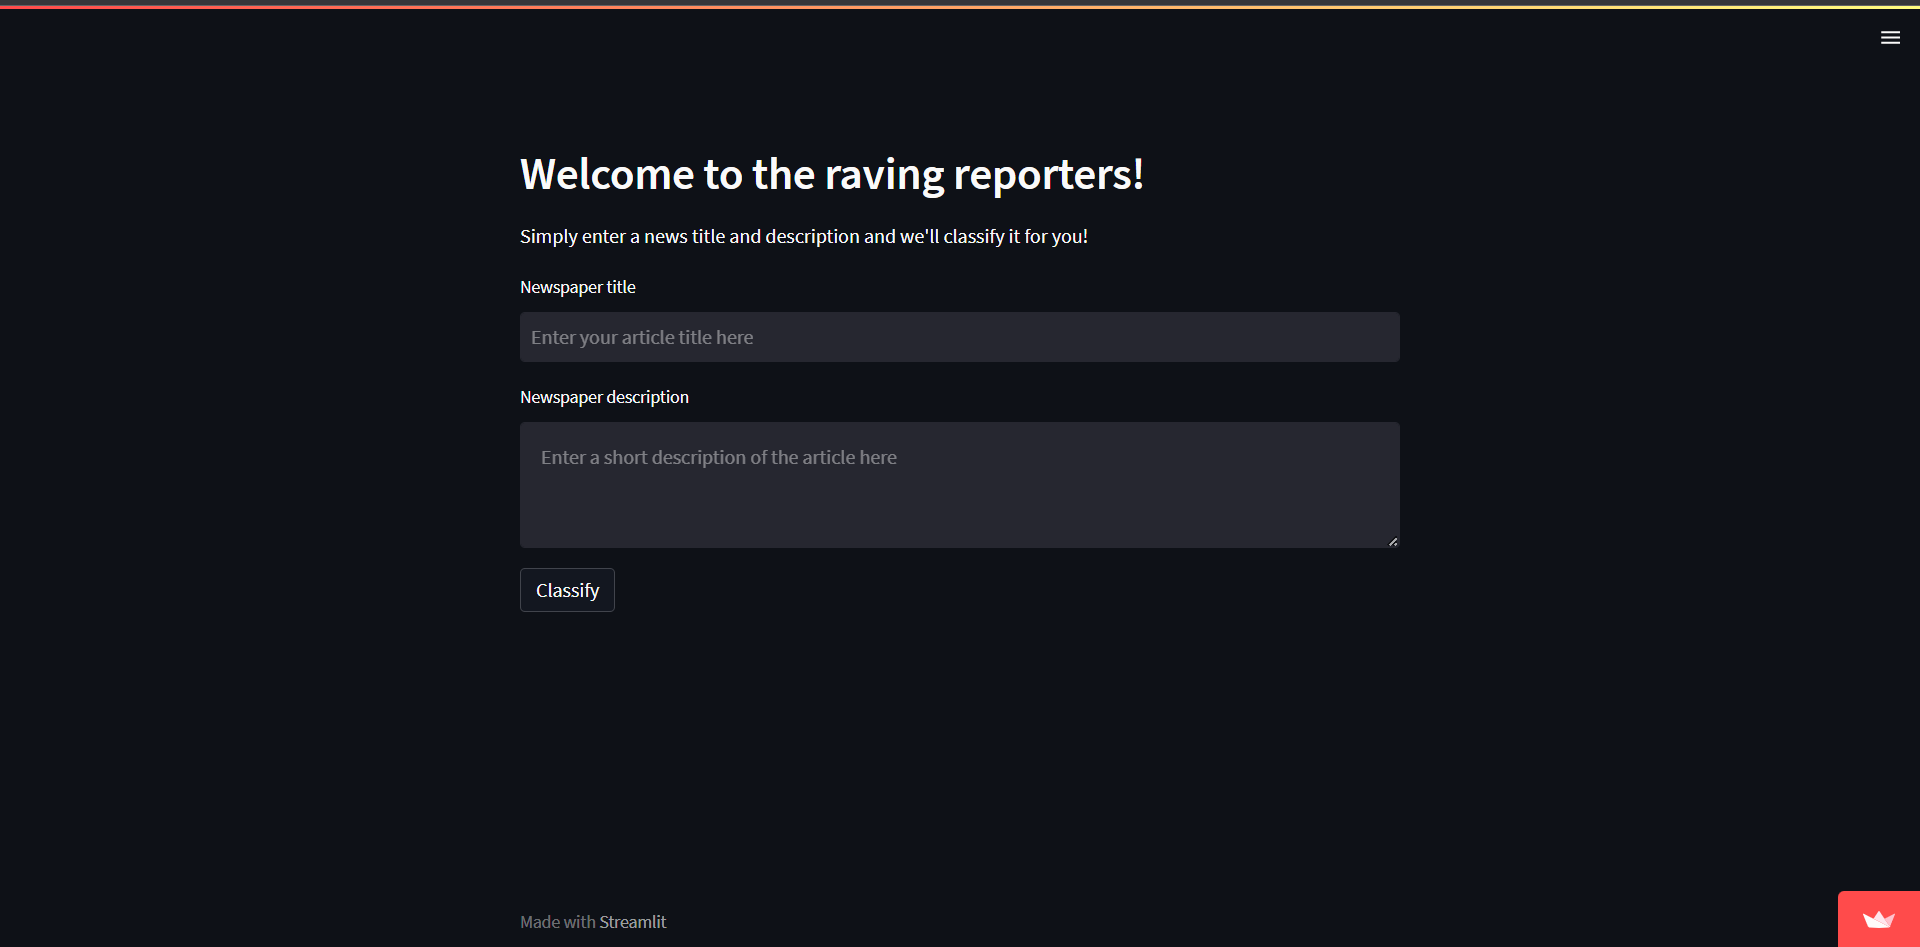 Welcome to the raving reporters!
Simply enter a news title and description and we'll classify it for you!
Newspaper title
Enter your article title here
Newspaper description
Enter a short description of the article here
Classify
Made with Streamlit